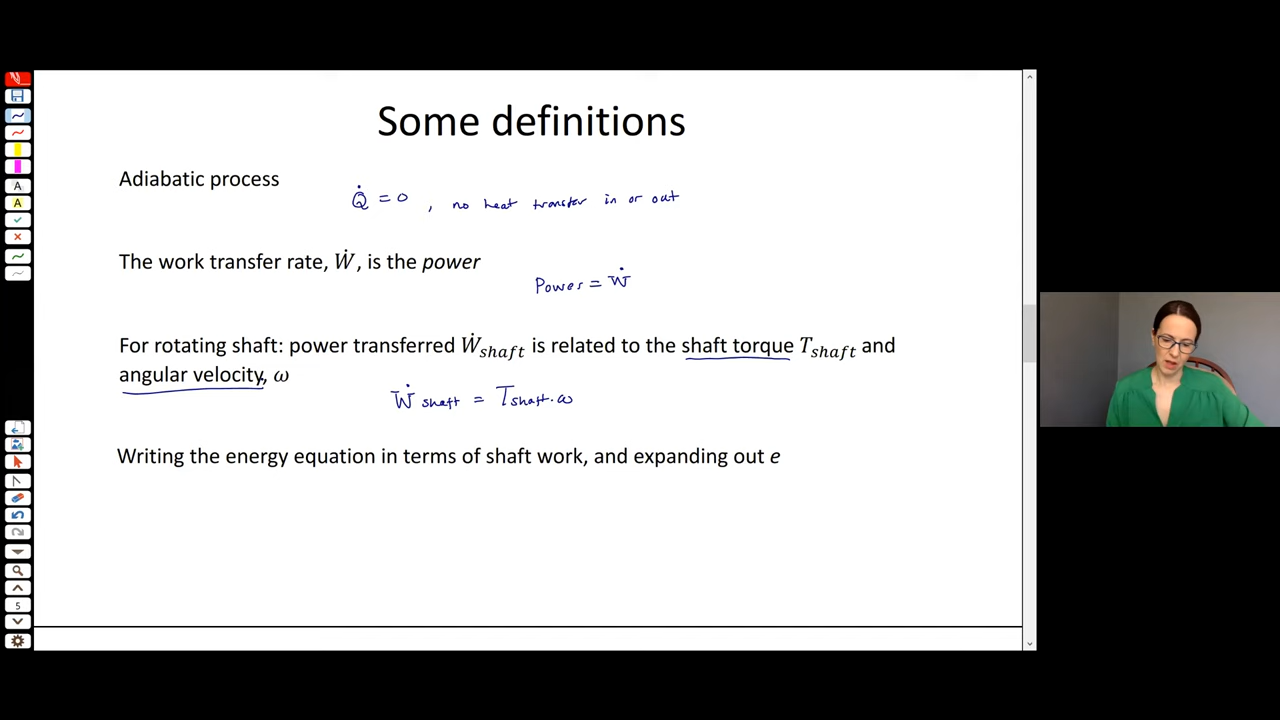 Some definitions
Adiabatic process
Q̇ = 0 , no heat transfer in or out
The work transfer rate, Ẇ, is the power
Power = Ẇ
For rotating shaft: power transferred Ẇshaft is related to the shaft torque Tshaft and
angular velocity, ω
Ẇ shaft = Tshaft · ω
Writing the energy equation in terms of shaft work, and expanding out e
A
A
5